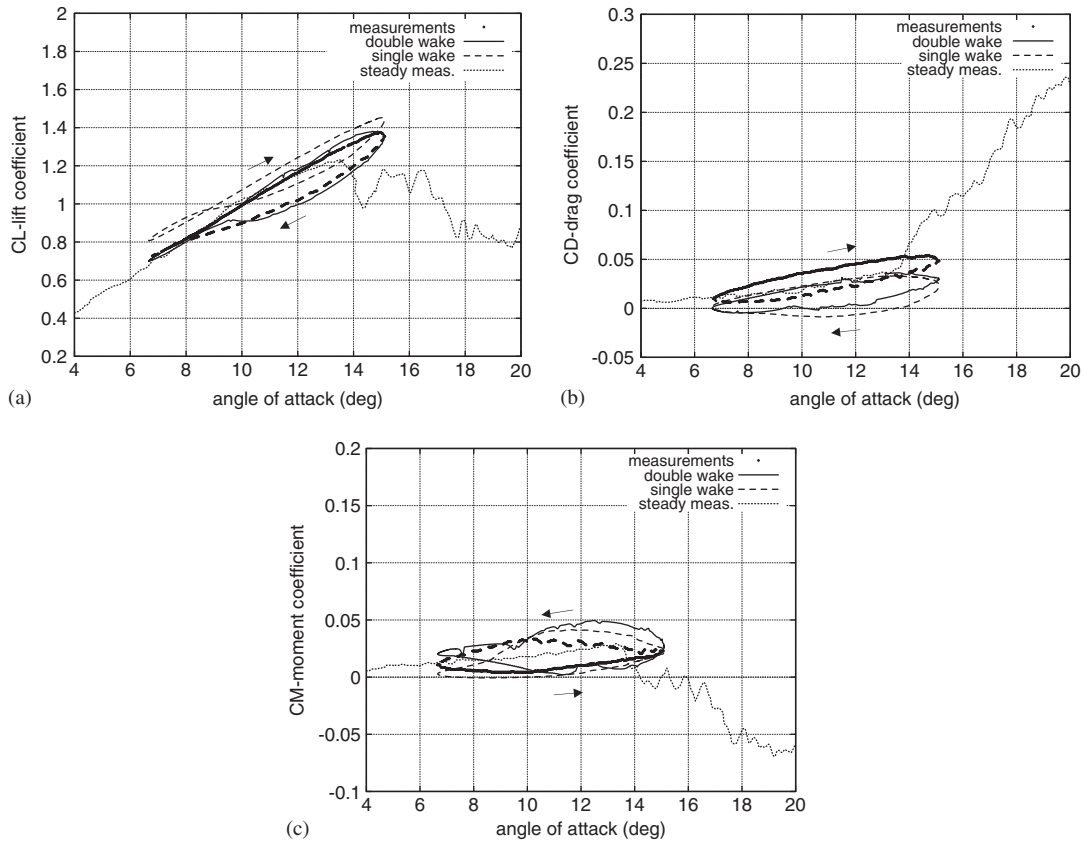 2
1.8
1.6
1.4
1.2
1
0.8
0.6
0.4
0.2
4 6 8 10 12 14 16 18 20
CL-lift coefficient
angle of attack (deg)
measurements
double wake
single wake
steady meas.
(a)
0.3
0.25
0.2
0.15
0.1
0.05
0
-0.05
4 6 8 10 12 14 16 18 20
CD-drag coefficient
angle of attack (deg)
measurements
double wake
single wake
steady meas.
(b)
0.2
0.15
0.1
0.05
0
-0.05
-0.1
4 6 8 10 12 14 16 18 20
CM-moment coefficient
angle of attack (deg)
measurements
double wake
single wake
steady meas.
(c)